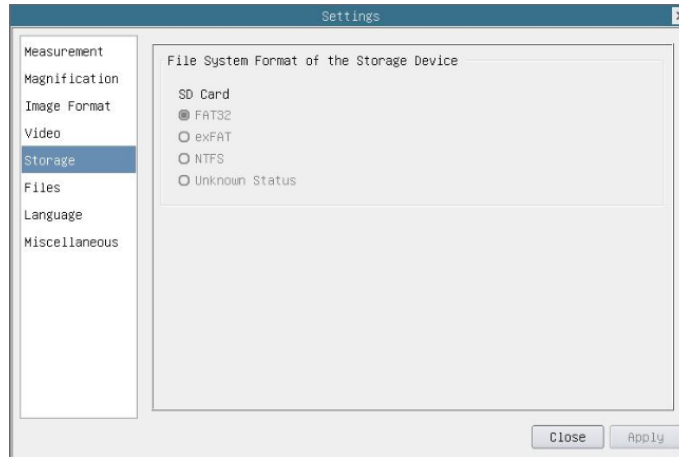 Settings
Measurement
Magnification
Image Format
Video
Storage
Files
Language
Miscellaneous
File System Format of the Storage Device
SD Card
FAT32
exFAT
NTFS
Unknown Status
Close
Apply